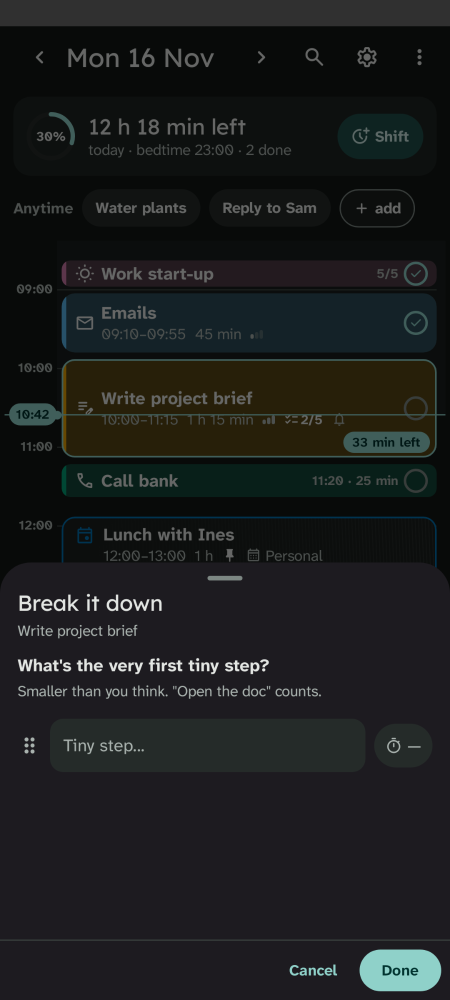 Mon 16 Nov
30%
12 h 18 min left
today · bedtime 23:00 · 2 done
Shift
Anytime
Water plants
Reply to Sam
+ add
Work start-up
5/5
09:00
Emails
09:10–09:55 45 min
10:00
Write project brief
10:00–11:15 1 h 15 min 2/5
10:42
33 min left
11:00
Call bank
11:20 · 25 min
12:00
Lunch with Ines
12:00–13:00 1 h Personal
Break it down
Write project brief
What's the very first tiny step?
Smaller than you think. "Open the doc" counts.
Tiny step...
—
Cancel
Done